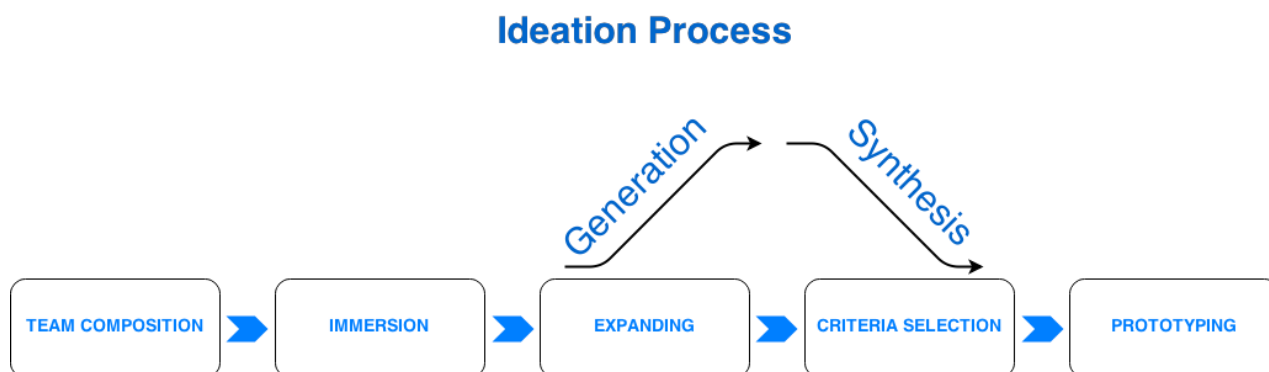 Ideation Process
Generation
Synthesis
TEAM COMPOSITION
IMMERSION
EXPANDING
CRITERIA SELECTION
PROTOTYPING